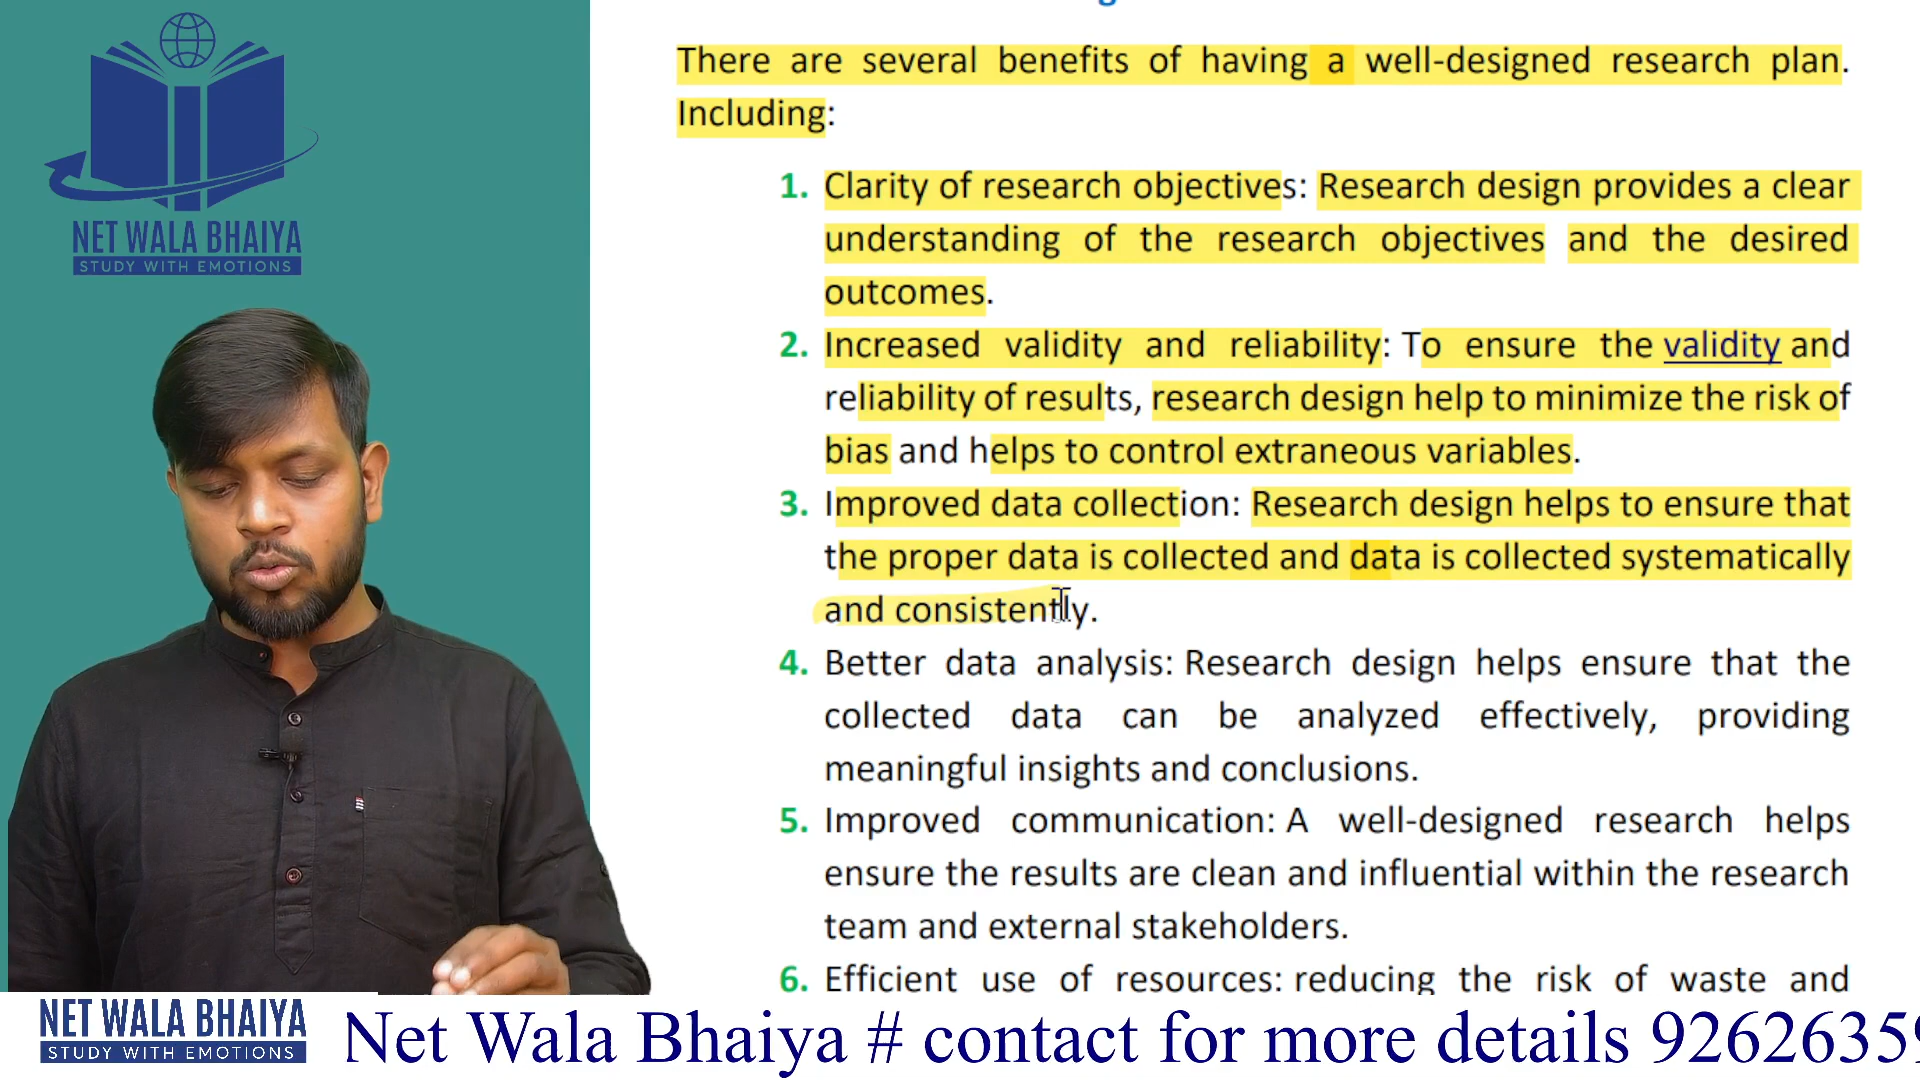 There are several benefits of having a well-designed research plan.
Including:
1. Clarity of research objectives: Research design provides a clear
understanding of the research objectives and the desired
outcomes.
2. Increased validity and reliability: To ensure the validity and
reliability of results, research design help to minimize the risk of
bias and helps to control extraneous variables.
3. Improved data collection: Research design helps to ensure that
the proper data is collected and data is collected systematically
and consistently.
4. Better data analysis: Research design helps ensure that the
collected data can be analyzed effectively, providing
meaningful insights and conclusions.
5. Improved communication: A well-designed research helps
ensure the results are clean and influential within the research
team and external stakeholders.
6. Efficient use of resources: reducing the risk of waste and
NET WALA BHAIYA
STUDY WITH EMOTIONS
NET WALA BHAIYA
STUDY WITH EMOTIONS
Net Wala Bhaiya # contact for more details 9262635